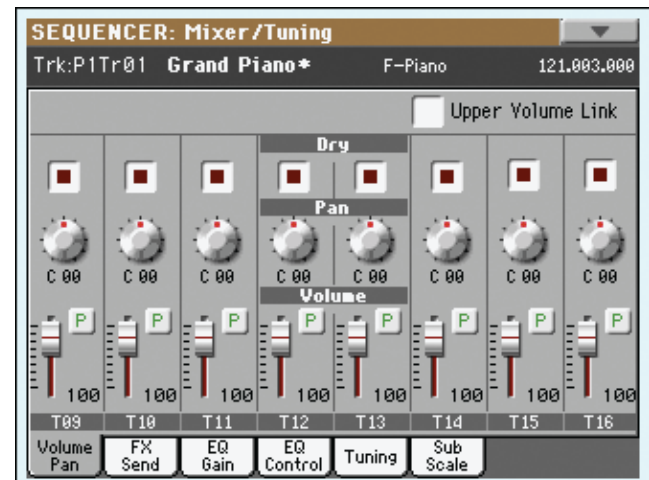 SEQUENCER: Mixer/Tuning
Trk:P1Tr01 Grand Piano* F-Piano 121.003.000
Upper Volume Link
Dry
Pan
C 00 C 00 C 00 C 00 C 00 C 00 C 00 C 00
Volume
P P P P P P P P
100 100 100 100 100 100 100 100
T09 T10 T11 T12 T13 T14 T15 T16
Volume Pan FX Send EQ Gain EQ Control Tuning Sub Scale